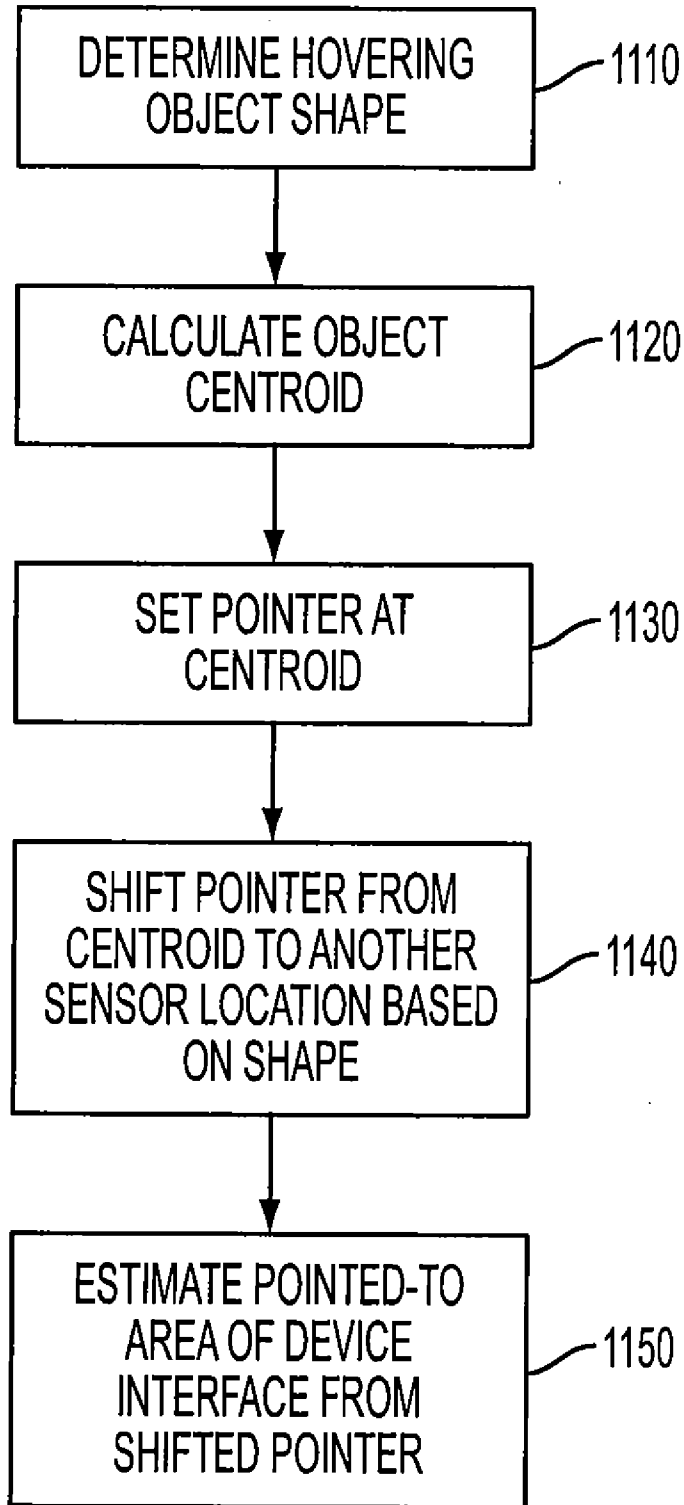 DETERMINE HOVERING
OBJECT SHAPE
1110
CALCULATE OBJECT
CENTROID
1120
SET POINTER AT
CENTROID
1130
SHIFT POINTER FROM
CENTROID TO ANOTHER
SENSOR LOCATION BASED
ON SHAPE
1140
ESTIMATE POINTED-TO
AREA OF DEVICE
INTERFACE FROM
SHIFTED POINTER
1150